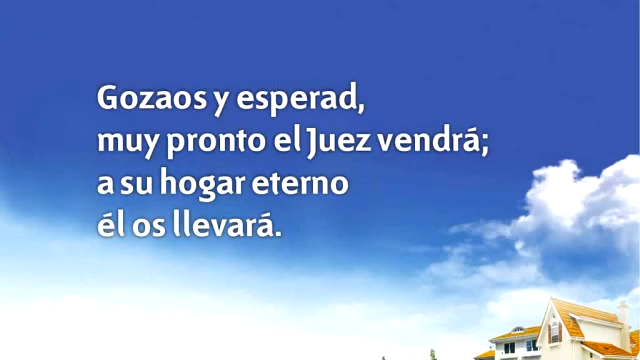 Gozaos y esperad,
muy pronto el Juez vendrá;
a su hogar eterno
él os llevará.